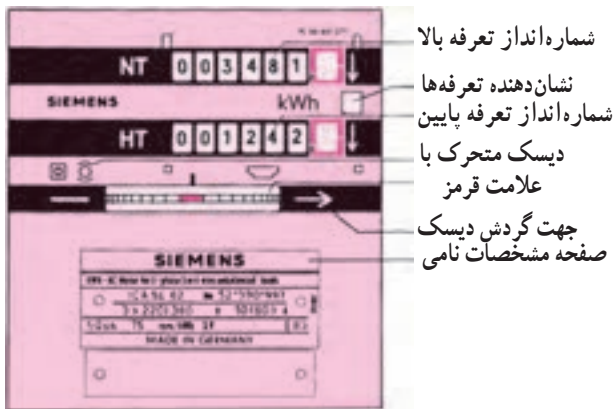 شماره‌انداز تعرفه بالا
NT 003481
نشان‌دهنده تعرفه‌ها
SIEMENS kWh
شماره‌انداز تعرفه پایین
HT 001242
دیسک متحرک با
علامت قرمز
جهت گردش دیسک
صفحه مشخصات نامی
SIEMENS
MADE IN GERMANY